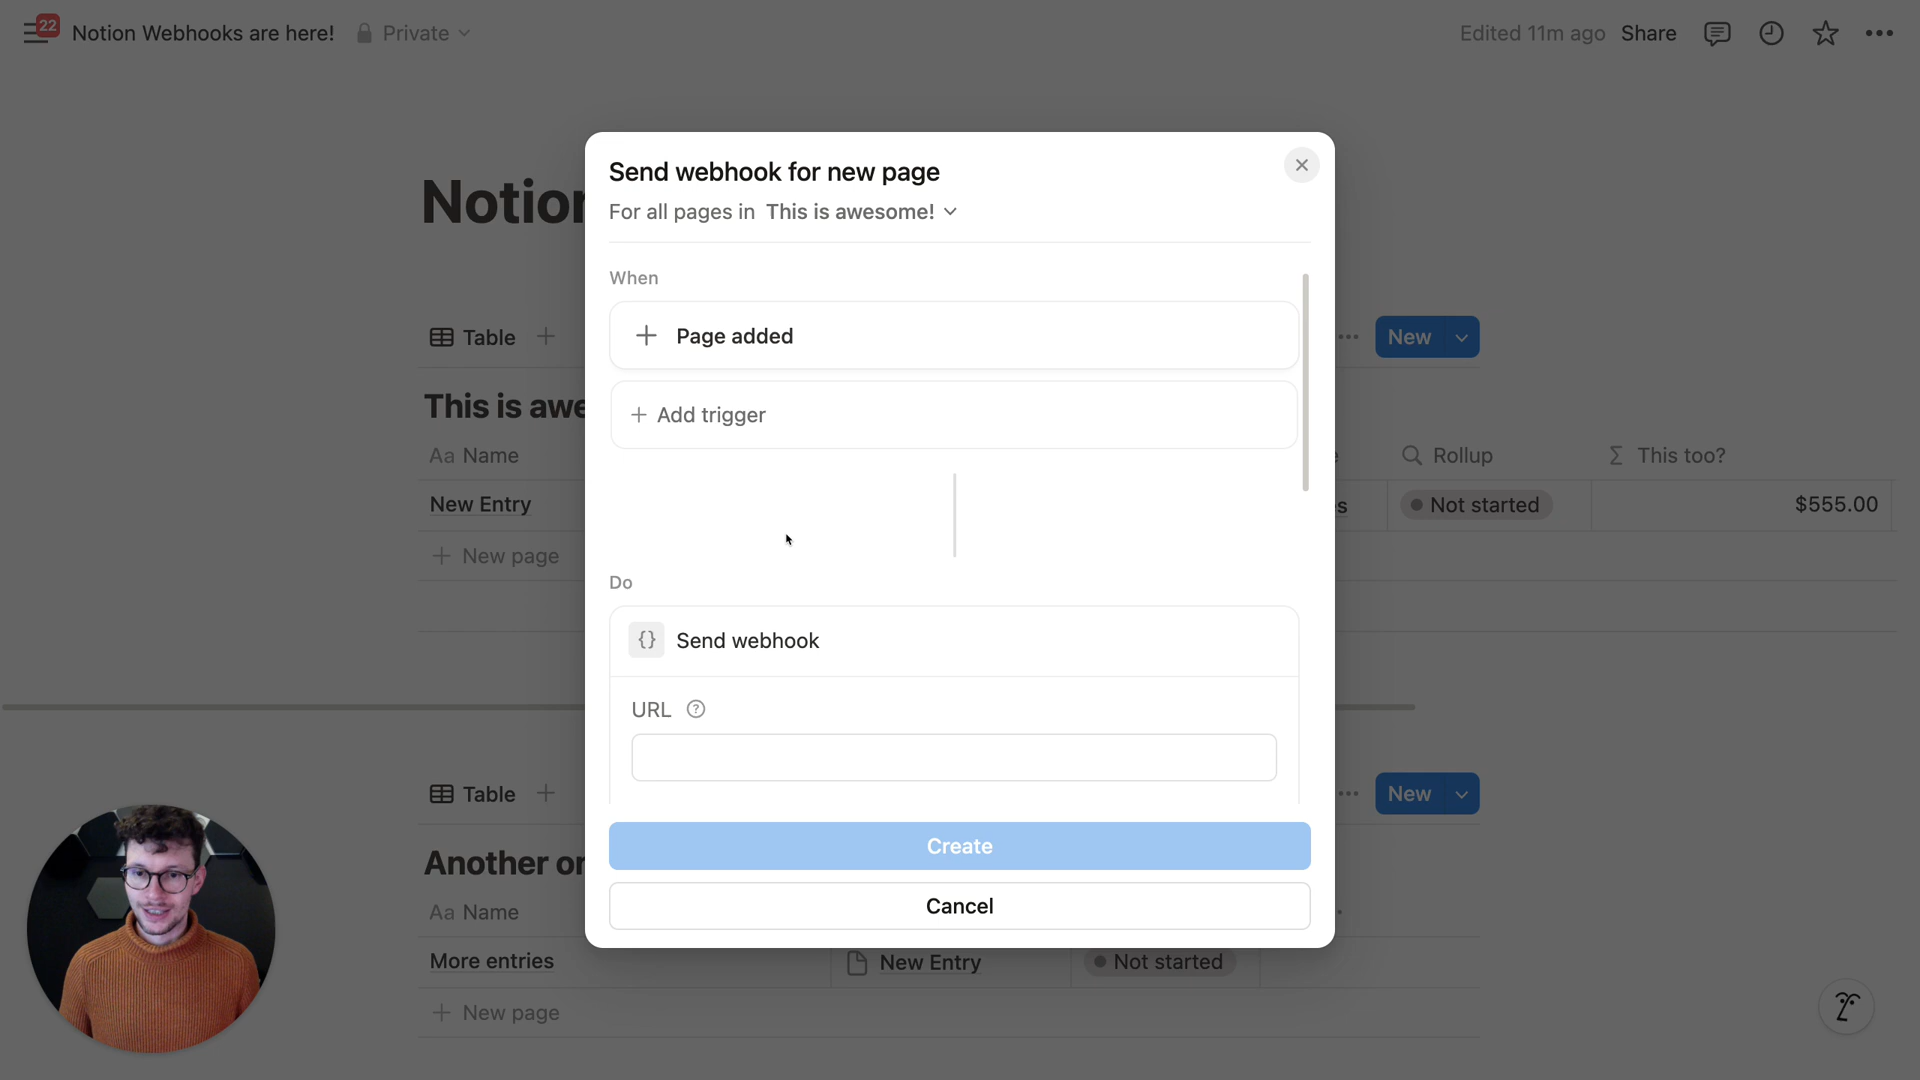 22
Notion Webhooks are here!
Private
Edited 11m ago
Share
Notion
Table
New
This is awe
Aa Name
Rollup
Σ This too?
New Entry
s
Not started
$555.00
New page
Send webhook for new page
For all pages in This is awesome!
When
Page added
Add trigger
Do
{} Send webhook
URL ?
Create
Cancel
Table
New
Another on
Aa Name
More entries
New Entry
Not started
New page